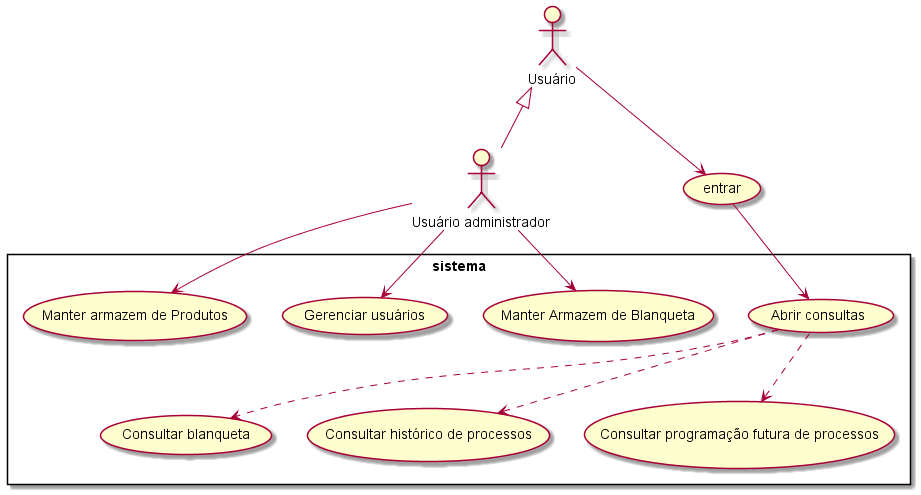 Usuário
entrar
Usuário administrador
sistema
Manter armazem de Produtos
Gerenciar usuários
Manter Armazem de Blanqueta
Abrir consultas
Consultar blanqueta
Consultar histórico de processos
Consultar programação futura de processos